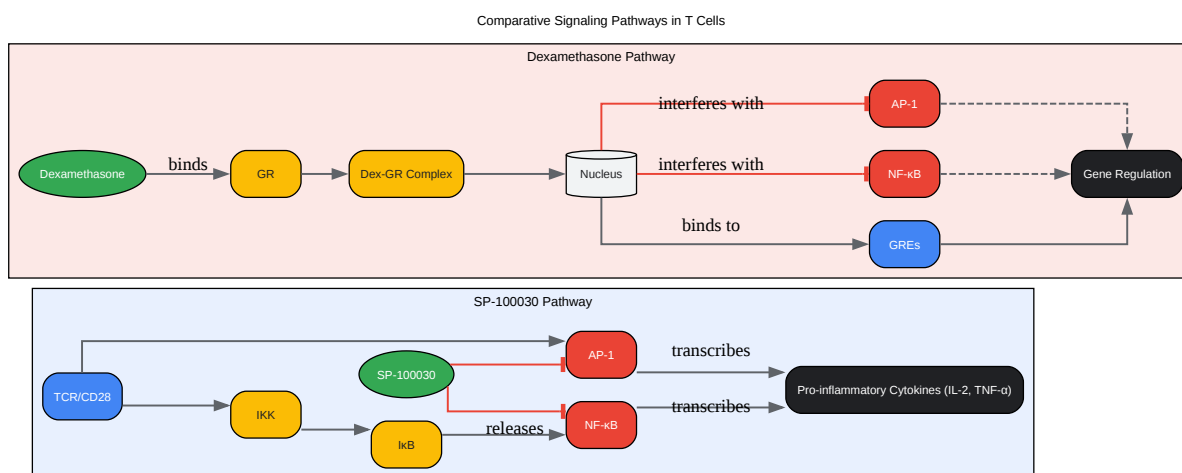 Comparative Signaling Pathways in T Cells
Dexamethasone Pathway
interferes with
AP-1
Dexamethasone
binds
GR
Dex-GR Complex
Nucleus
interferes with
NF-κB
Gene Regulation
binds to
GREs
SP-100030 Pathway
AP-1
transcribes
SP-100030
TCR/CD28
Pro-inflammatory Cytokines (IL-2, TNF-α)
IKK
transcribes
NF-κB
releases
IκB